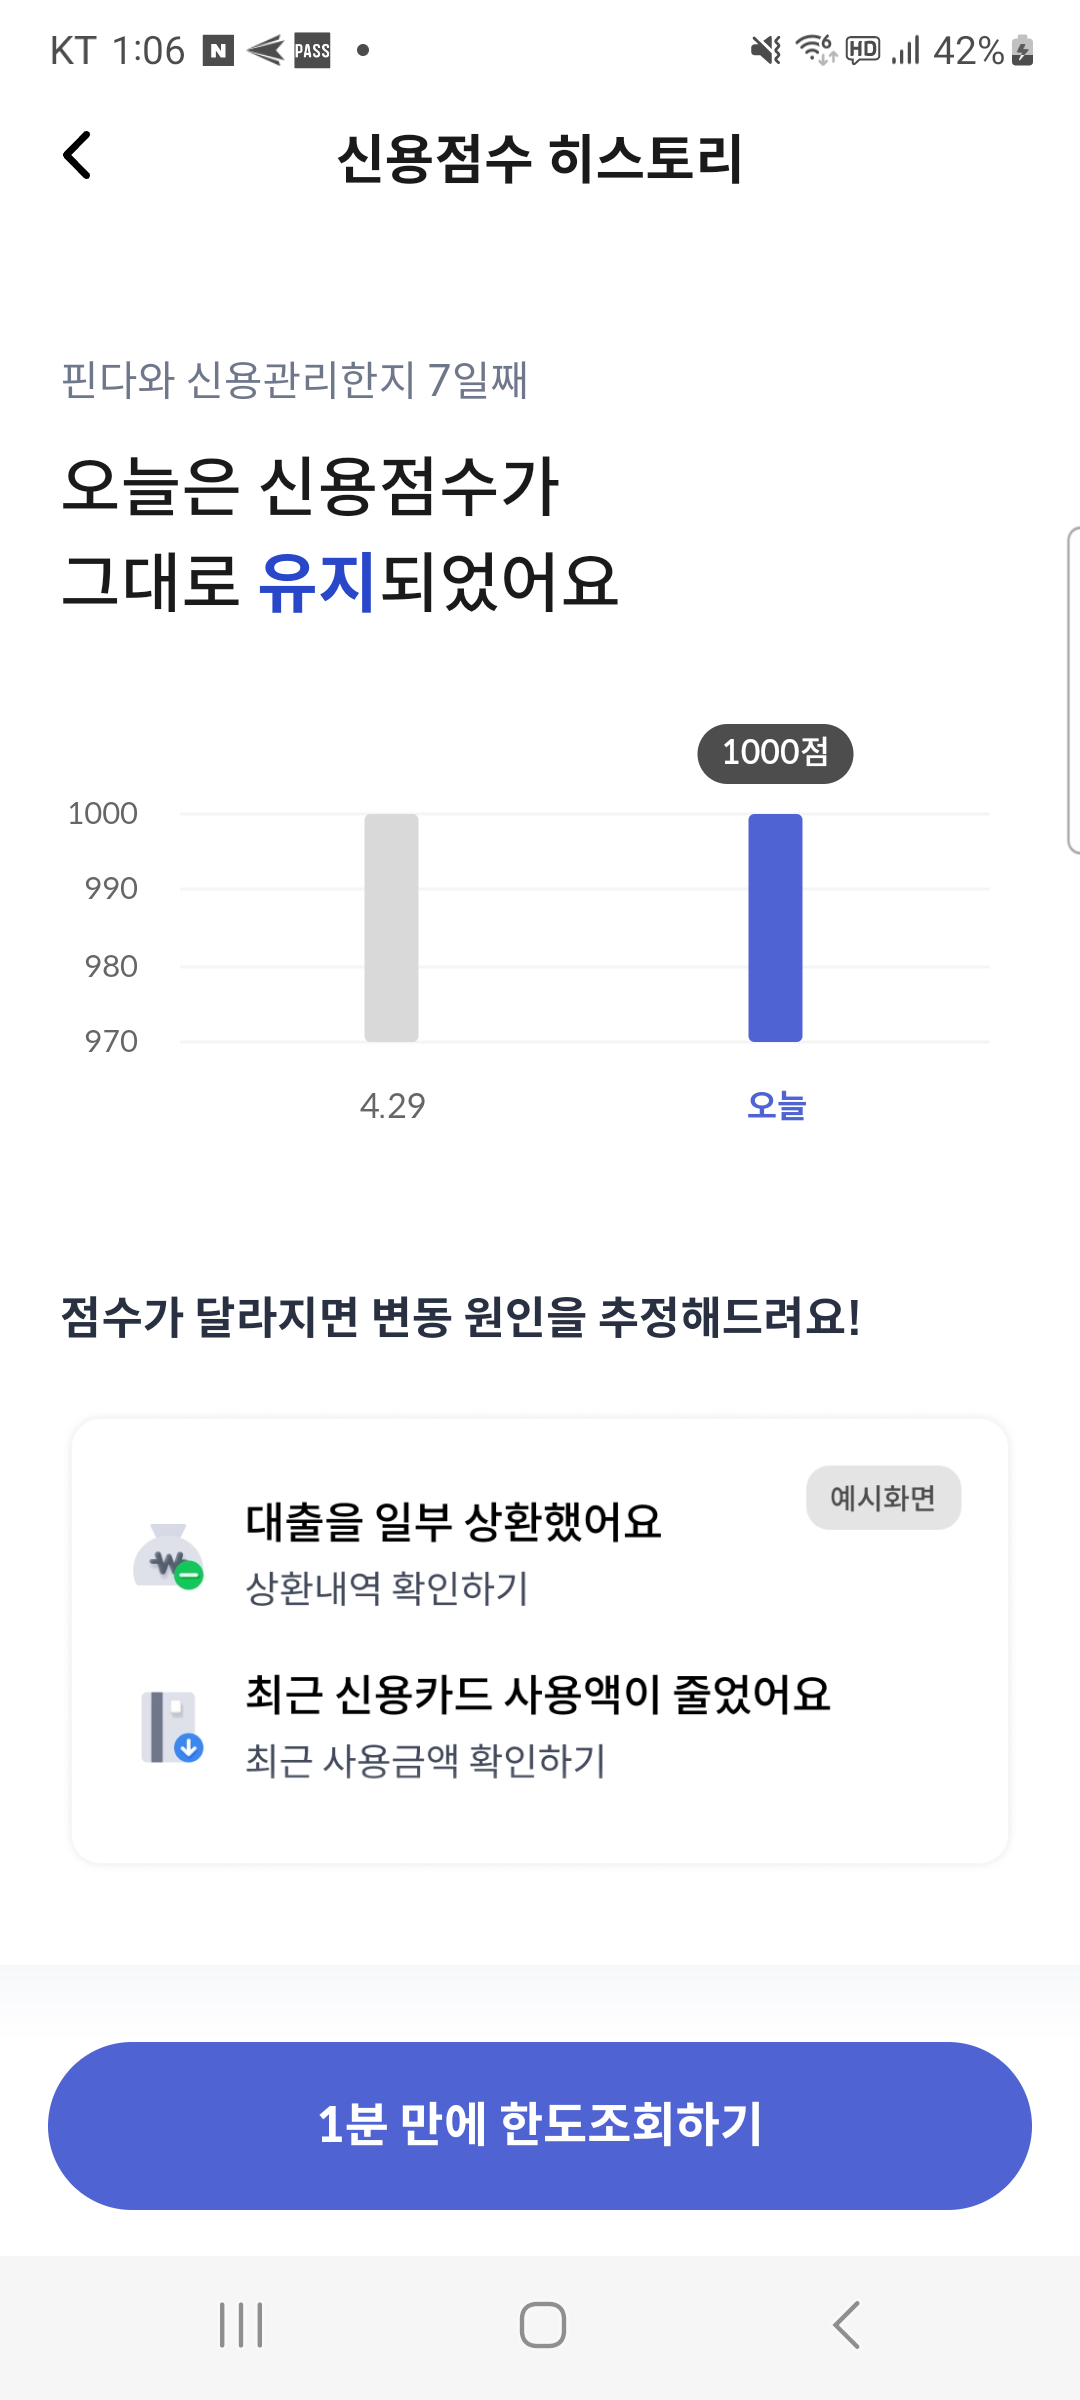 KT 1:06 N PASS HD 42%
신용점수 히스토리
핀다와 신용관리한지 7일째
오늘은 신용점수가
그대로 유지되었어요
1000점
1000
990
980
970
4.29 오늘
점수가 달라지면 변동 원인을 추정해드려요!
예시화면
대출을 일부 상환했어요
상환내역 확인하기
최근 신용카드 사용액이 줄었어요
최근 사용금액 확인하기
1분 만에 한도조회하기